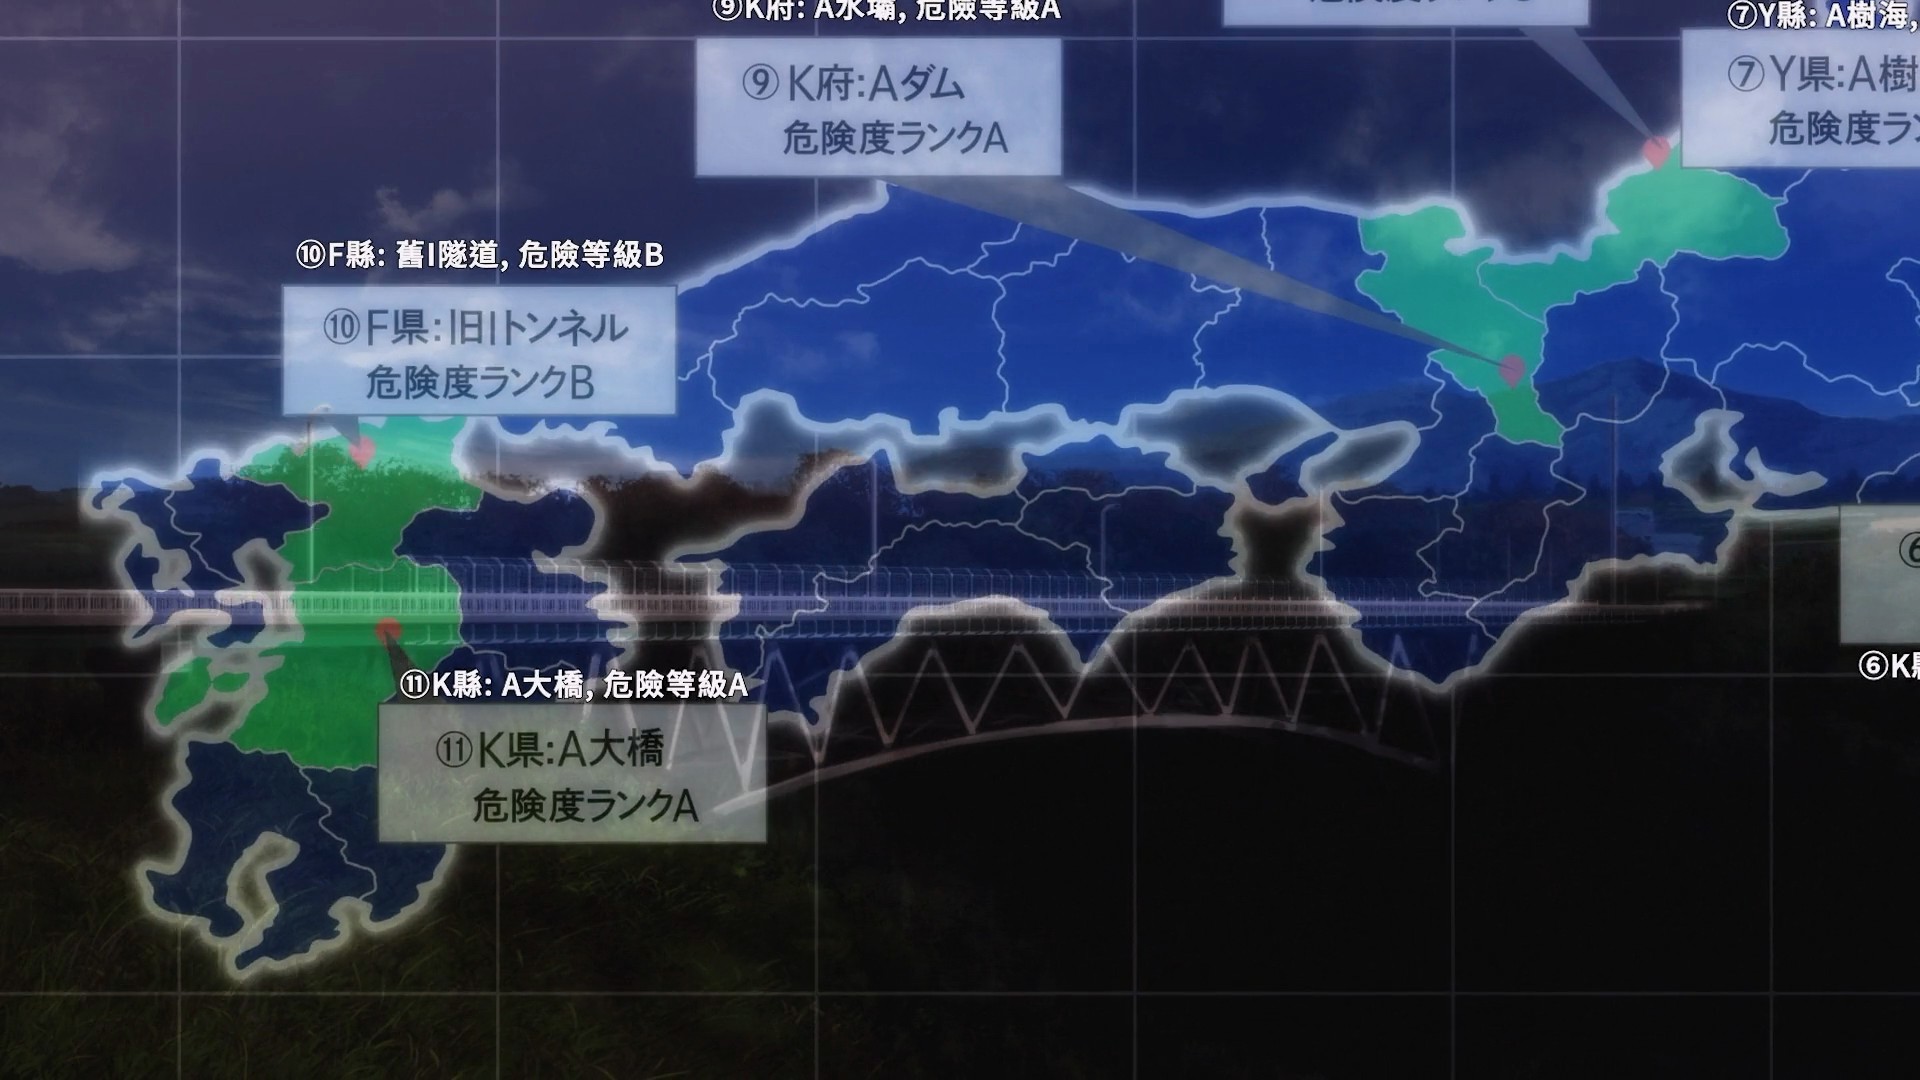 ⑨K府: A水壩, 危險等級A
⑨K府:Aダム
危険度ランクA
⑦Y縣: A樹海,
⑦Y県:A樹
危険度ラン
⑩F縣: 舊I隧道, 危險等級B
⑩F県:旧Iトンネル
危険度ランクB
⑥
⑥K縣
⑪K縣: A大橋, 危險等級A
⑪K県:A大橋
危険度ランクA